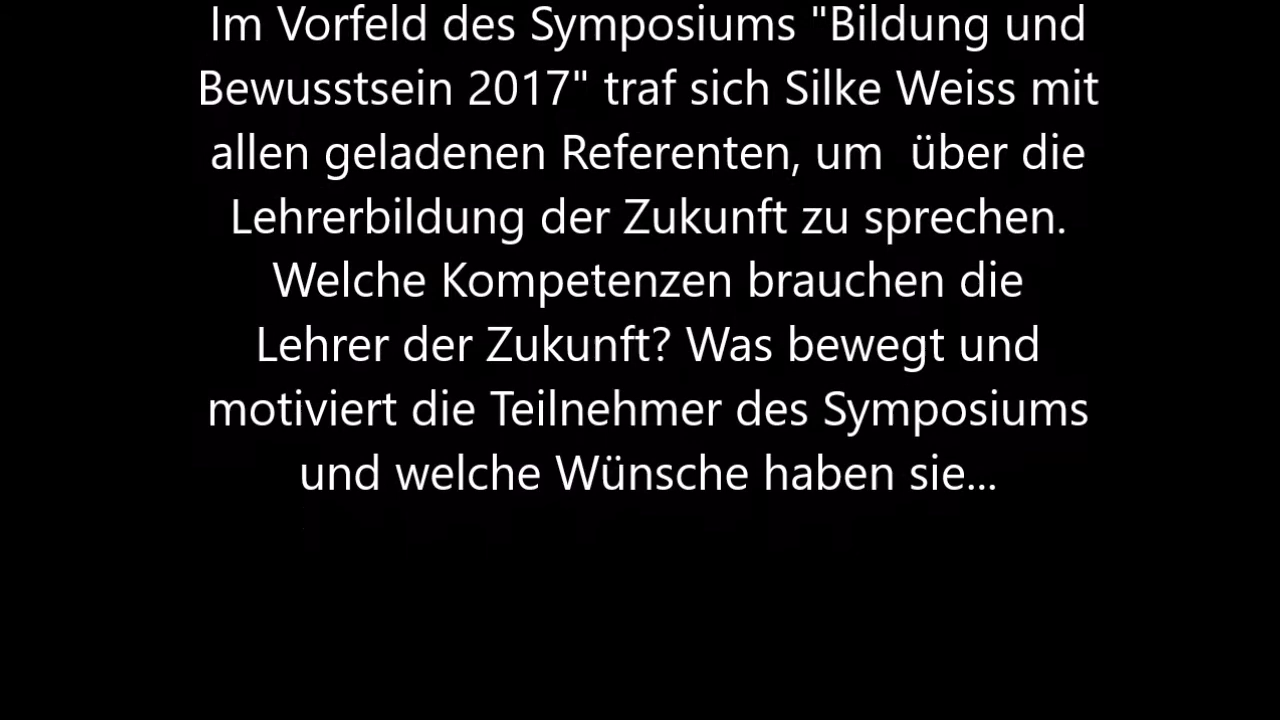 Im Vorfeld des Symposiums "Bildung und
Bewusstsein 2017" traf sich Silke Weiss mit
allen geladenen Referenten, um  über die
Lehrerbildung der Zukunft zu sprechen.
Welche Kompetenzen brauchen die
Lehrer der Zukunft? Was bewegt und
motiviert die Teilnehmer des Symposiums
und welche Wünsche haben sie...